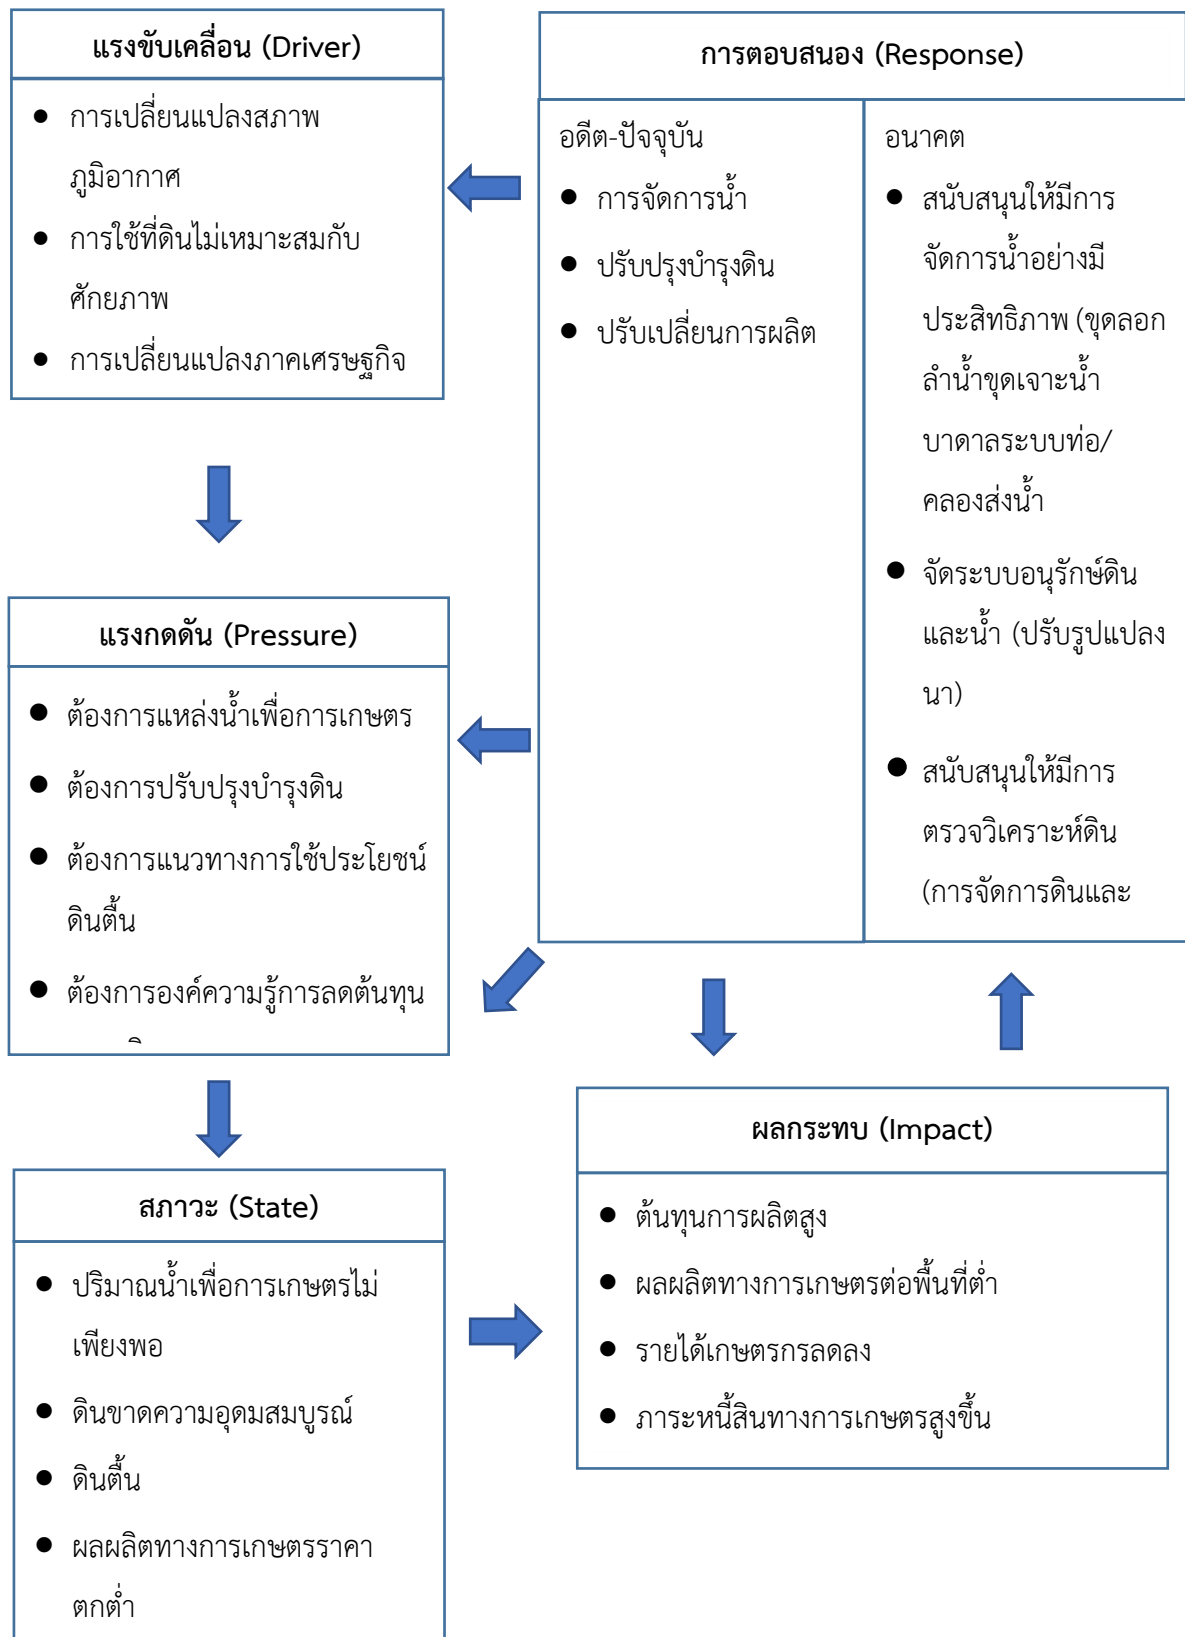 แรงขับเคลื่อน (Driver)
● การเปลี่ยนแปลงสภาพ
ภูมิอากาศ
● การใช้ที่ดินไม่เหมาะสมกับ
ศักยภาพ
● การเปลี่ยนแปลงภาคเศรษฐกิจ
การตอบสนอง (Response)
อดีต-ปัจจุบัน
● การจัดการน้ำ
● ปรับปรุงบำรุงดิน
● ปรับเปลี่ยนการผลิต
อนาคต
● สนับสนุนให้มีการ
จัดการน้ำอย่างมี
ประสิทธิภาพ (ขุดลอก
ลำน้ำขุดเจาะน้ำ
บาดาลระบบท่อ/
คลองส่งน้ำ
● จัดระบบอนุรักษ์ดิน
และน้ำ (ปรับรูปแปลง
นา)
● สนับสนุนให้มีการ
ตรวจวิเคราะห์ดิน
(การจัดการดินและ
แรงกดดัน (Pressure)
● ต้องการแหล่งน้ำเพื่อการเกษตร
● ต้องการปรับปรุงบำรุงดิน
● ต้องการแนวทางการใช้ประโยชน์
ดินตื้น
● ต้องการองค์ความรู้การลดต้นทุน
สภาวะ (State)
● ปริมาณน้ำเพื่อการเกษตรไม่
เพียงพอ
● ดินขาดความอุดมสมบูรณ์
● ดินตื้น
● ผลผลิตทางการเกษตรราคา
ตกต่ำ
ผลกระทบ (Impact)
● ต้นทุนการผลิตสูง
● ผลผลิตทางการเกษตรต่อพื้นที่ต่ำ
● รายได้เกษตรกรลดลง
● ภาระหนี้สินทางการเกษตรสูงขึ้น